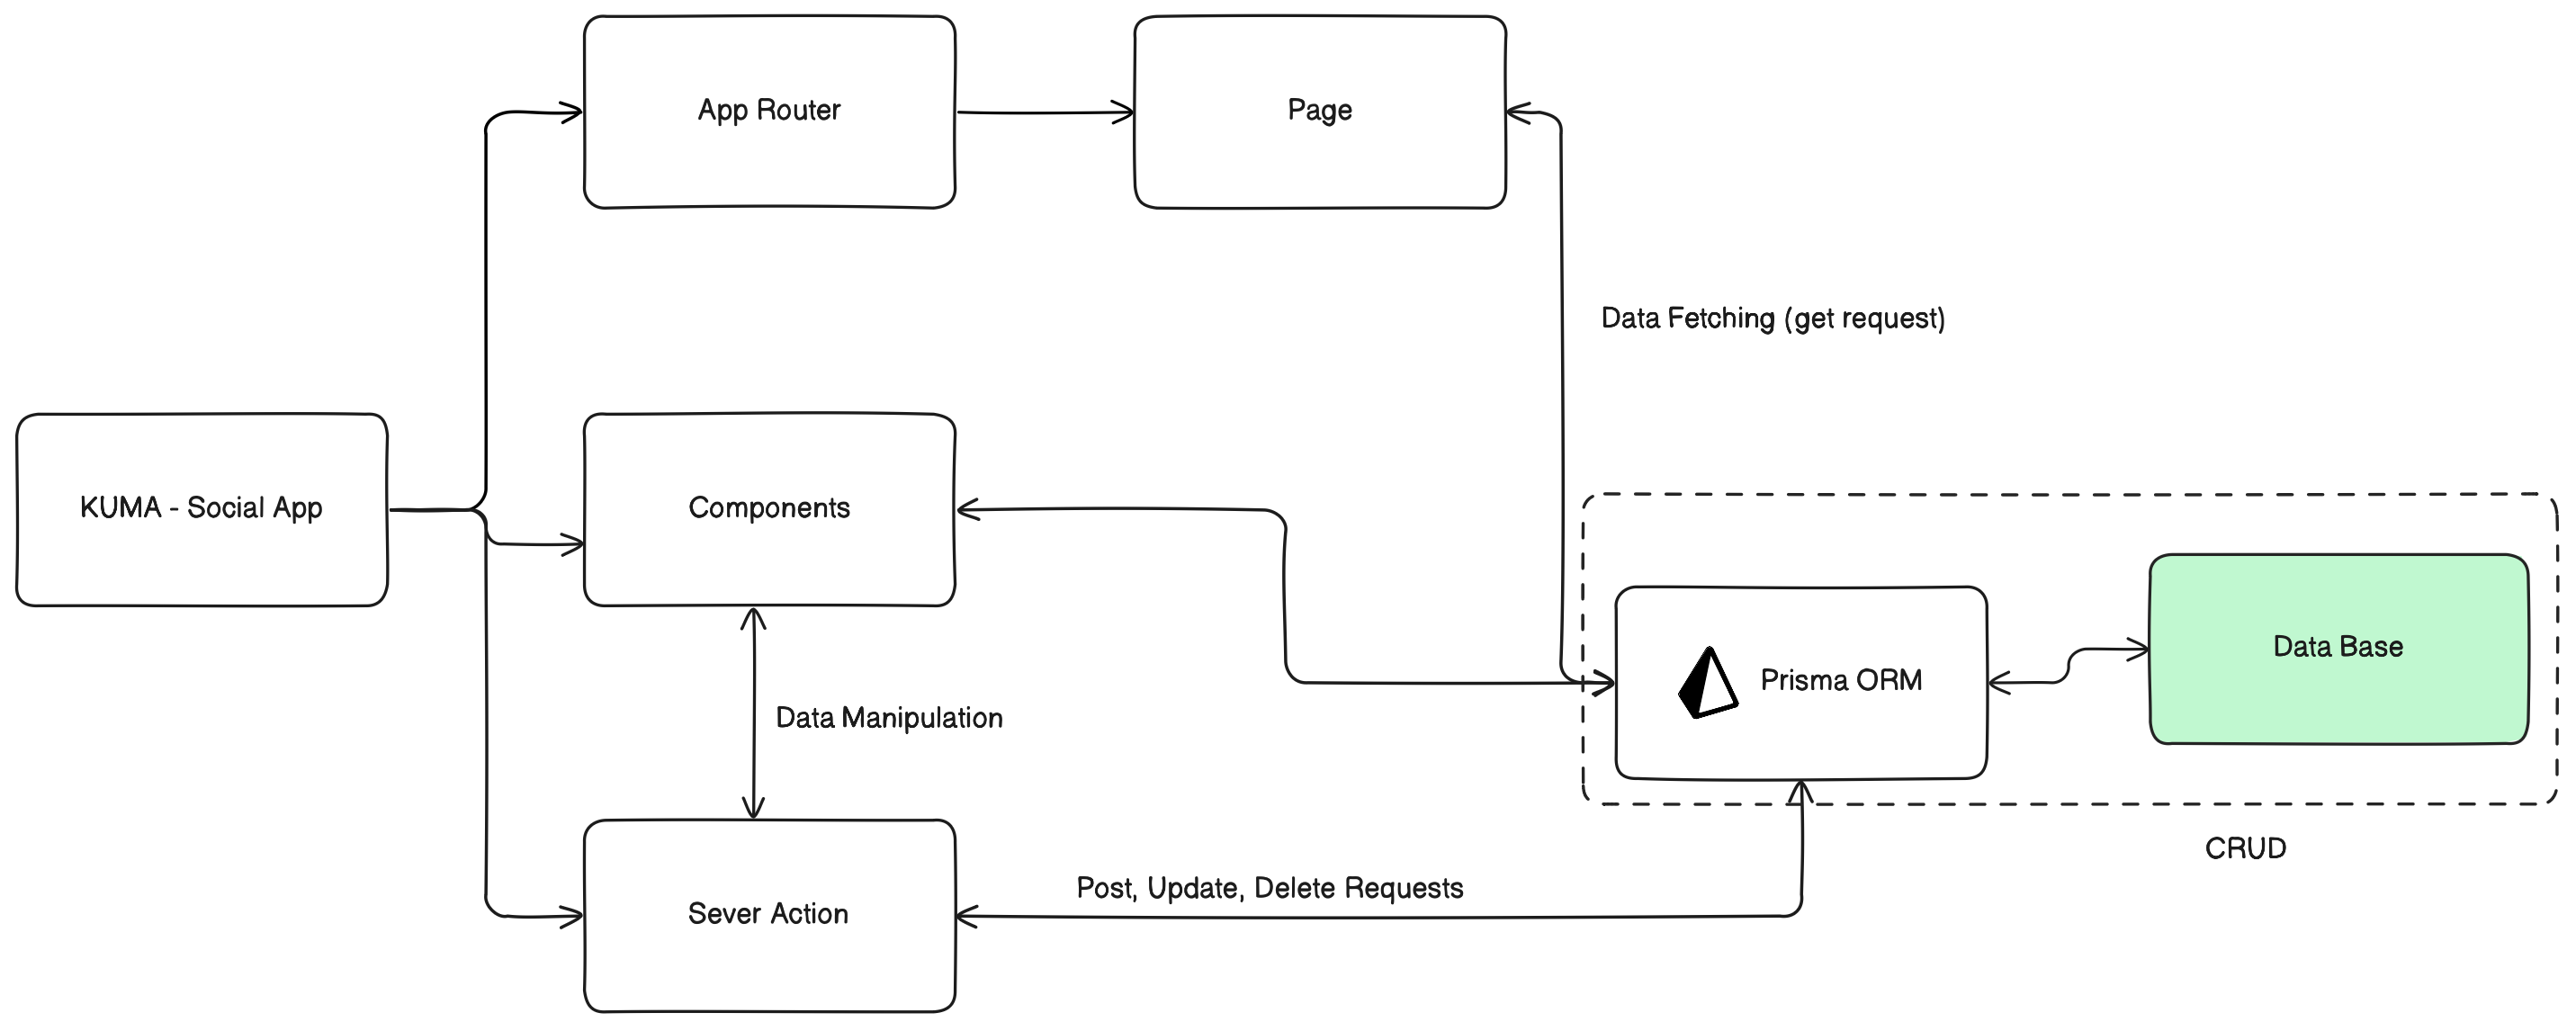 App Router
Page
Data Fetching (get request)
KUMA - Social App
Components
Data Base
Prisma ORM
Data Manipulation
CRUD
Post, Update, Delete Requests
Sever Action